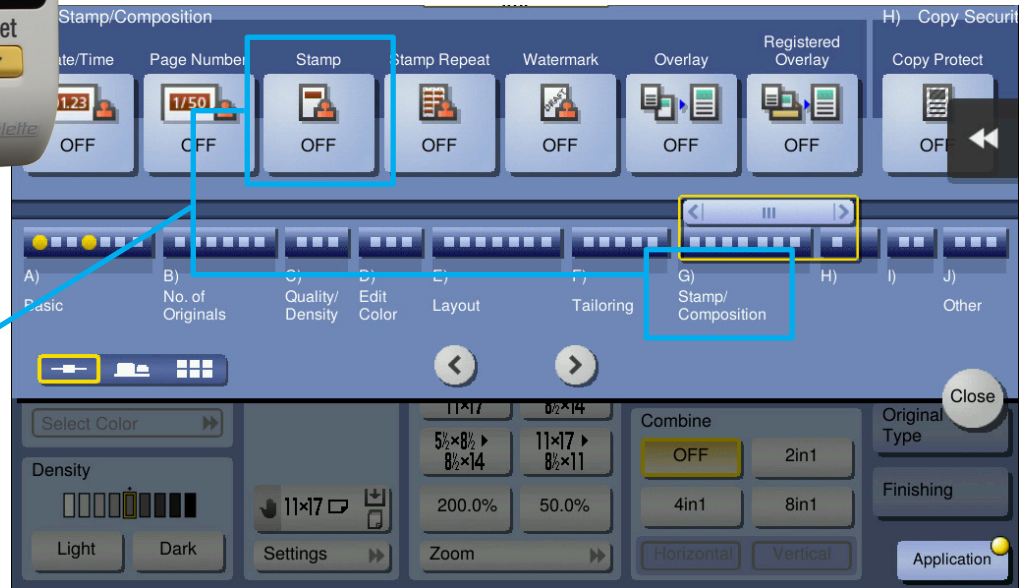 et
Stamp/Composition
H) Copy Securit
ate/Time
Page Number
Stamp
Stamp Repeat
Watermark
Overlay
Registered
Overlay
Copy Protect
1.23
1/50
DRAFT
OFF
OFF
OFF
OFF
OFF
OFF
OFF
OFF
A)
Basic
B)
No. of
Originals
C)
Quality/
Density
D)
Edit
Color
E)
Layout
F)
Tailoring
G)
Stamp/
Composition
H)
I)
J)
Other
Close
Select Color
Density
Light
Dark
11×17
Settings
11×17
8½×14
5½×8½
8½×14
11×17
8½×11
200.0%
50.0%
Zoom
Combine
OFF
2in1
4in1
8in1
Horizontal
Vertical
Original
Type
Finishing
Application